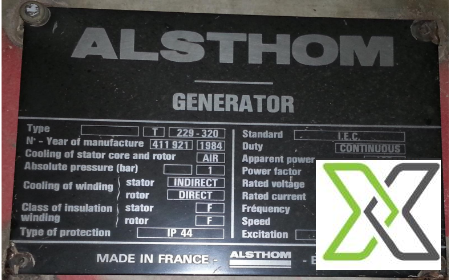 ALSTHOM
GENERATOR
Type T 229-320
N° - Year of manufacture 411 921 1984
Cooling of stator core and rotor AIR
Absolute pressure (bar) 1
Cooling of winding stator INDIRECT
rotor DIRECT
Class of insulation winding stator F
rotor F
Type of protection IP 44
Standard I.E.C.
Duty CONTINUOUS
Apparent power
Power factor
Rated voltage
Rated current
Fréquency
Speed
Excitation
MADE IN FRANCE - ALSTHOM -